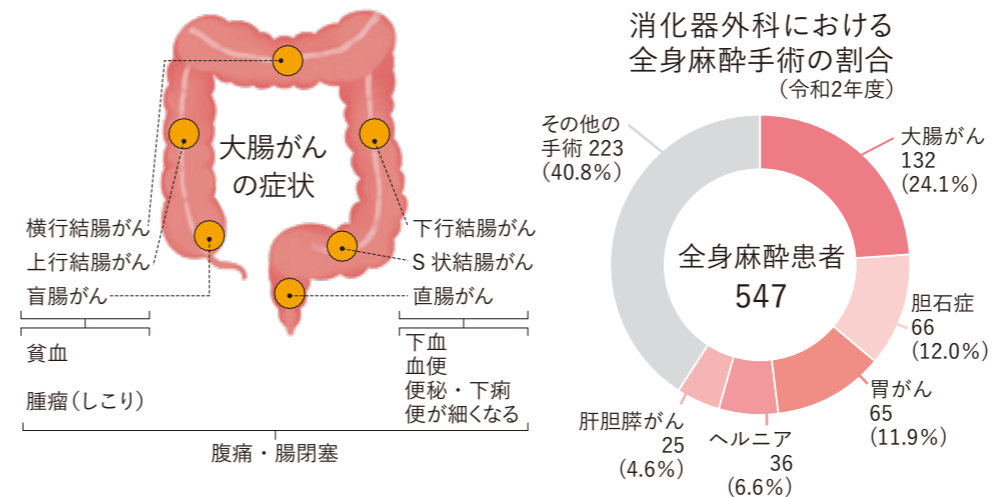 大腸がん
の症状
横行結腸がん
上行結腸がん
盲腸がん
下行結腸がん
S 状結腸がん
直腸がん
貧血
腫瘤（しこり）
下血
血便
便秘・下痢
便が細くなる
腹痛・腸閉塞
消化器外科における
全身麻酔手術の割合
（令和2年度）
全身麻酔患者
547
大腸がん
132
(24.1%)
胆石症
66
(12.0%)
胃がん
65
(11.9%)
ヘルニア
36
(6.6%)
肝胆膵がん
25
(4.6%)
その他の
手術 223
(40.8%)